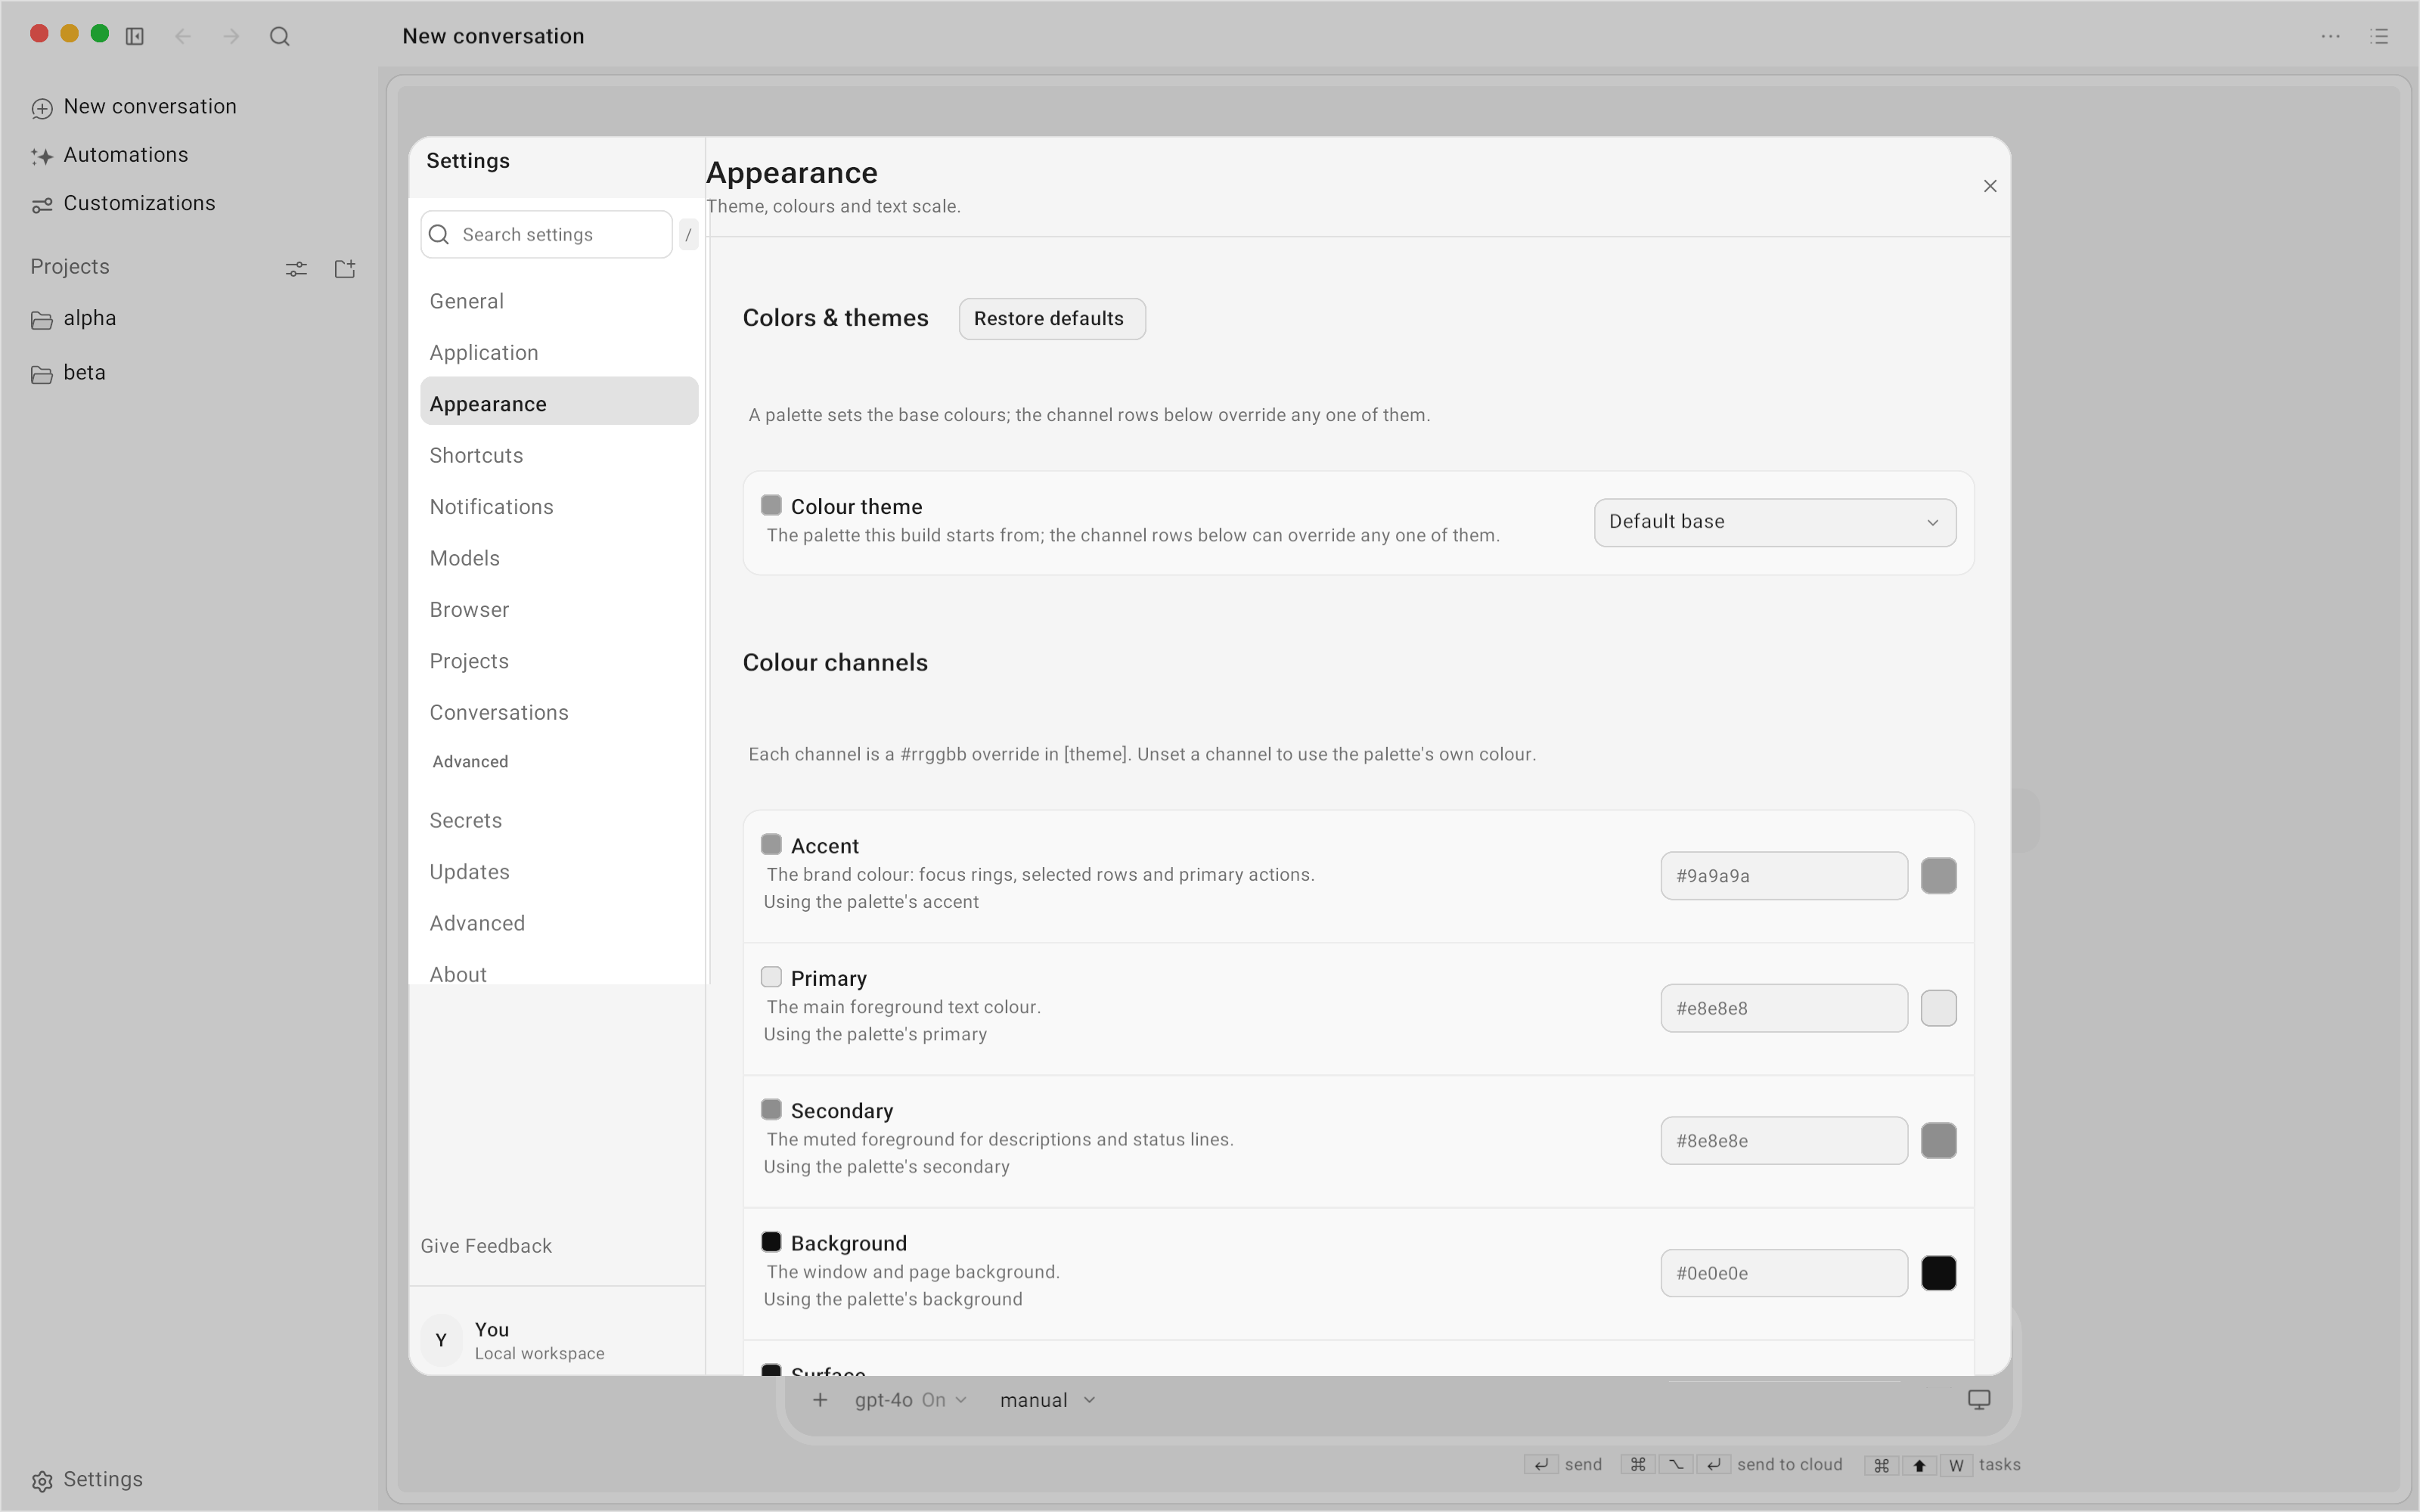 New conversation
New conversation
Automations
Customizations
Projects
alpha
beta
Settings
Settings
Search settings
/
General
Application
Appearance
Shortcuts
Notifications
Models
Browser
Projects
Conversations
Advanced
Secrets
Updates
Advanced
About
Give Feedback
Y
You
Local workspace
Appearance
Theme, colours and text scale.
Colors & themes
Restore defaults
A palette sets the base colours; the channel rows below override any one of them.
Colour theme
The palette this build starts from; the channel rows below can override any one of them.
Default base
Colour channels
Each channel is a #rrggbb override in [theme]. Unset a channel to use the palette's own colour.
Accent
The brand colour: focus rings, selected rows and primary actions.
Using the palette's accent
#9a9a9a
Primary
The main foreground text colour.
Using the palette's primary
#e8e8e8
Secondary
The muted foreground for descriptions and status lines.
Using the palette's secondary
#8e8e8e
Background
The window and page background.
Using the palette's background
#0e0e0e
Surface
gpt-4o On
manual
send
send to cloud
W tasks